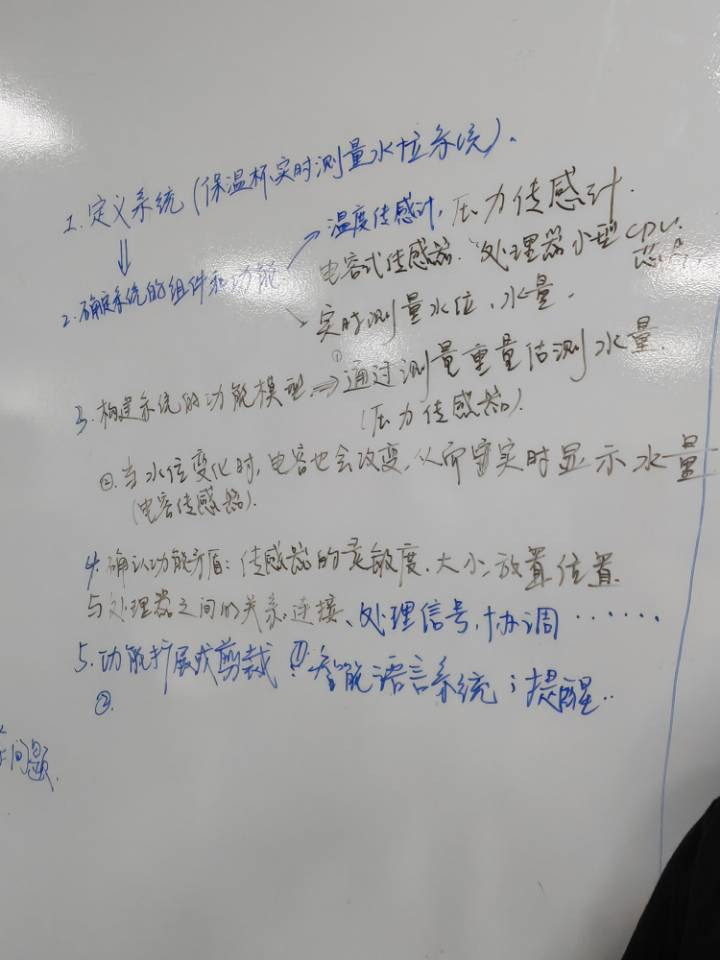 1. 定义系统(保温杯实时测量水位系统).
⇓
2. 确定系统的组件和功能
→温度传感计, 压力传感计.
电容式传感器. 处理器小型CPU.
芯片
↘实时测量水位、水量.
3. 构建系统的功能模型⇒①通过测量重量估测水量.
(压力传感器).
②.当水位变化时,电容也会改变,从而实时显示水量
(电容传感器).
4. 确认功能矛盾: 传感器的灵敏度、大小、放置位置
与处理器之间的关系,连接、处理信号,协调……
5. 功能扩展或剪裁 ①智能语言系统;提醒..
②.
问题.